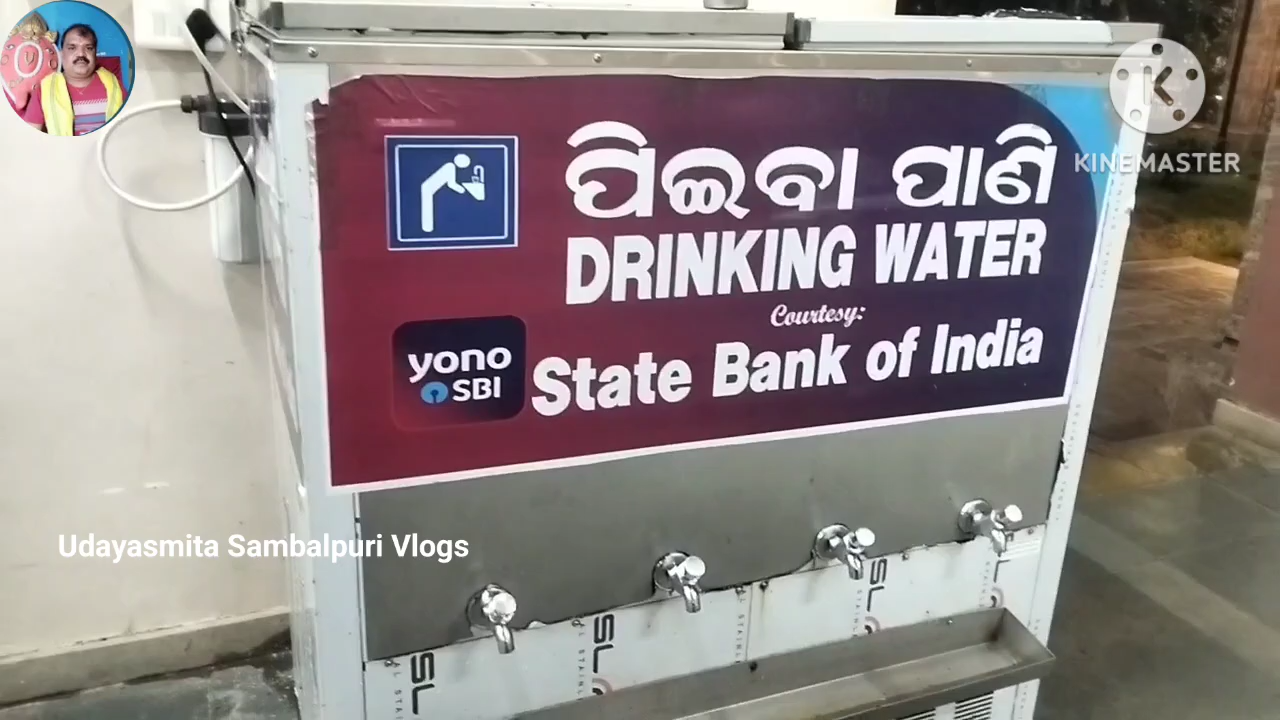 ପିଇବା ପାଣି
DRINKING WATER
Courtesy:
State Bank of India
yono
SBI
K
KINEMASTER
Udayasmita Sambalpuri Vlogs